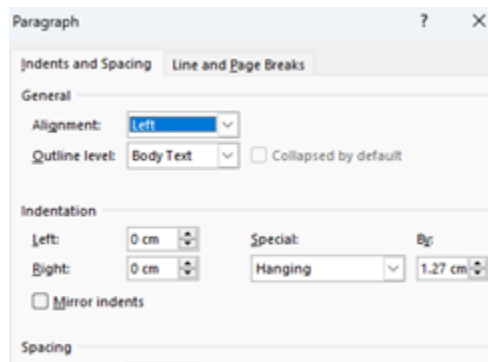 Paragraph ? ×
Indents and Spacing Line and Page Breaks
General
Alignment: Left
Outline level: Body Text Collapsed by default
Indentation
Left: 0 cm Special: By:
Right: 0 cm Hanging 1.27 cm
Mirror indents
Spacing